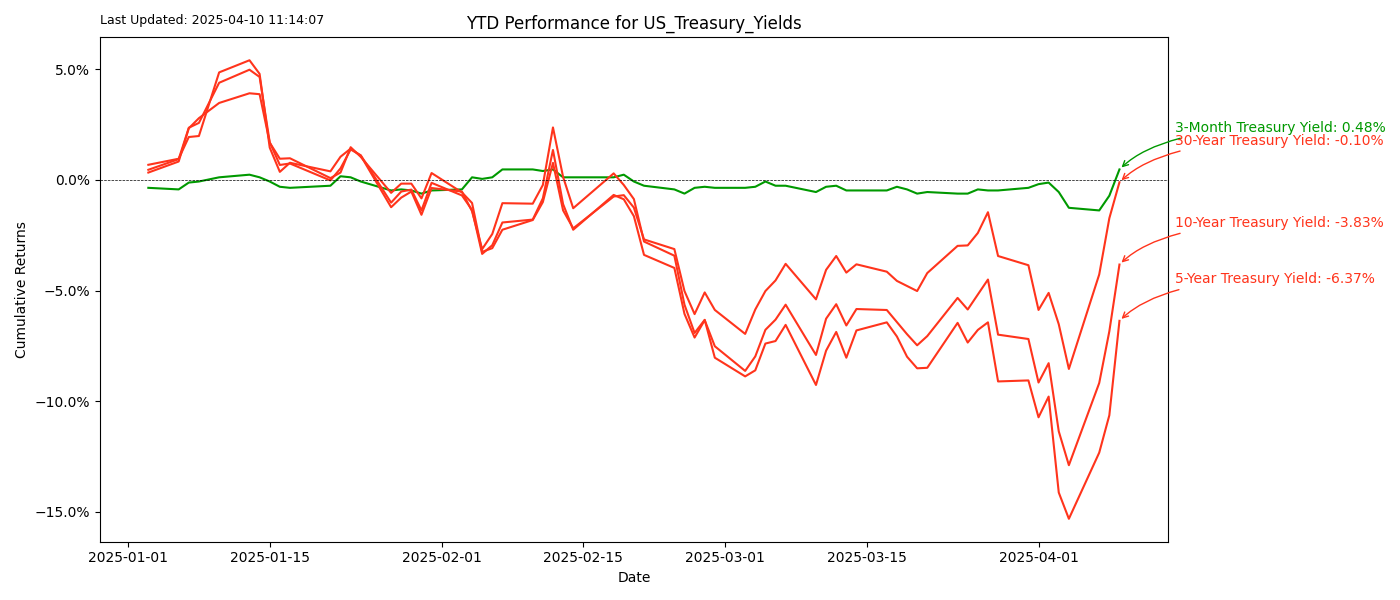 Last Updated: 2025-04-10 11:14:07
YTD Performance for US_Treasury_Yields
5.0%
0.0%
−5.0%
−10.0%
−15.0%
Cumulative Returns
3-Month Treasury Yield: 0.48%
30-Year Treasury Yield: -0.10%
10-Year Treasury Yield: -3.83%
5-Year Treasury Yield: -6.37%
2025-01-01
2025-01-15
2025-02-01
2025-02-15
2025-03-01
2025-03-15
2025-04-01
Date